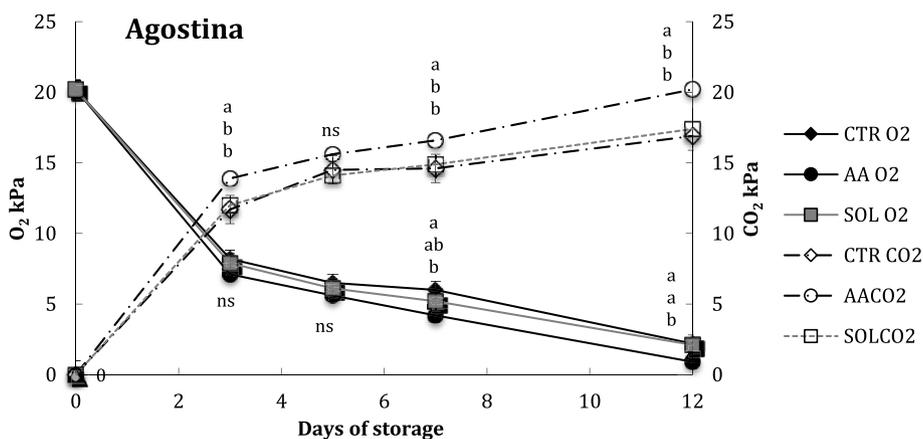 Agostina
25
20
15
10
5
0
O2 kPa
25
20
15
10
5
0
CO2 kPa
a
b
b
ns
a
b
b
a
b
b
ns
ns
a
ab
b
a
a
b
0
0
2
4
6
8
10
12
Days of storage
CTR O2
AA O2
SOL O2
CTR CO2
AACO2
SOLCO2